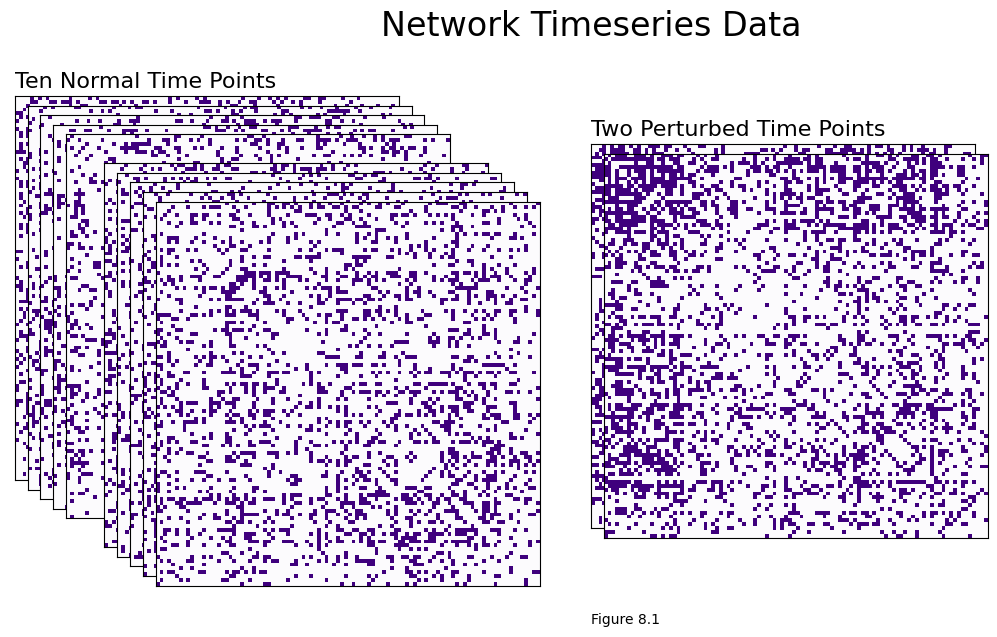 Network Timeseries Data
Ten Normal Time Points
Two Perturbed Time Points
Figure 8.1